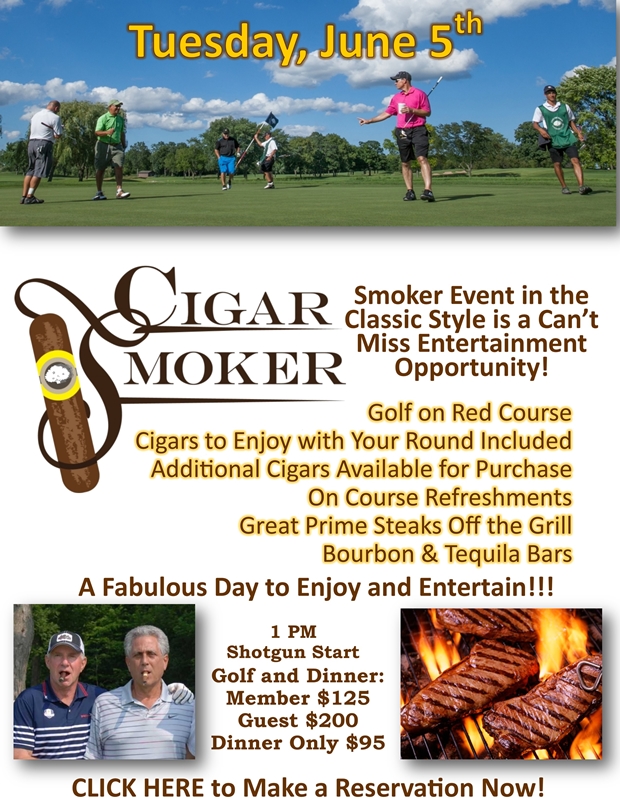 Tuesday, June 5th
CIGAR
SMOKER
Smoker Event in the
Classic Style is a Can't
Miss Entertainment
Opportunity!
Golf on Red Course
Cigars to Enjoy with Your Round Included
Additional Cigars Available for Purchase
On Course Refreshments
Great Prime Steaks Off the Grill
Bourbon & Tequila Bars
A Fabulous Day to Enjoy and Entertain!!!
1 PM
Shotgun Start
Golf and Dinner:
Member $125
Guest $200
Dinner Only $95
CLICK HERE to Make a Reservation Now!